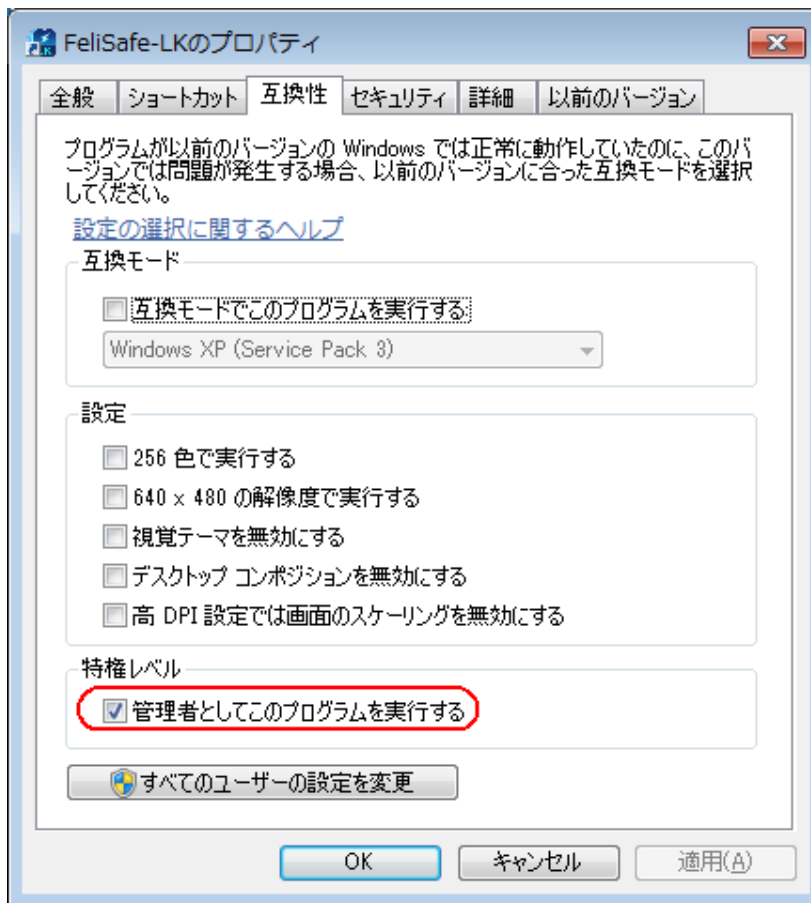 FeliSafe-LKのプロパティ
全般 ショートカット 互換性 セキュリティ 詳細 以前のバージョン
プログラムが以前のバージョンの Windows では正常に動作していたのに、このバ
ージョンでは問題が発生する場合、以前のバージョンに合った互換モードを選択
してください。
設定の選択に関するヘルプ
互換モード
互換モードでこのプログラムを実行する
Windows XP (Service Pack 3)
設定
256 色で実行する
640 x 480 の解像度で実行する
視覚テーマを無効にする
デスクトップ コンポジションを無効にする
高 DPI 設定では画面のスケーリングを無効にする
特権レベル
管理者としてこのプログラムを実行する
すべてのユーザーの設定を変更
OK キャンセル 適用(A)